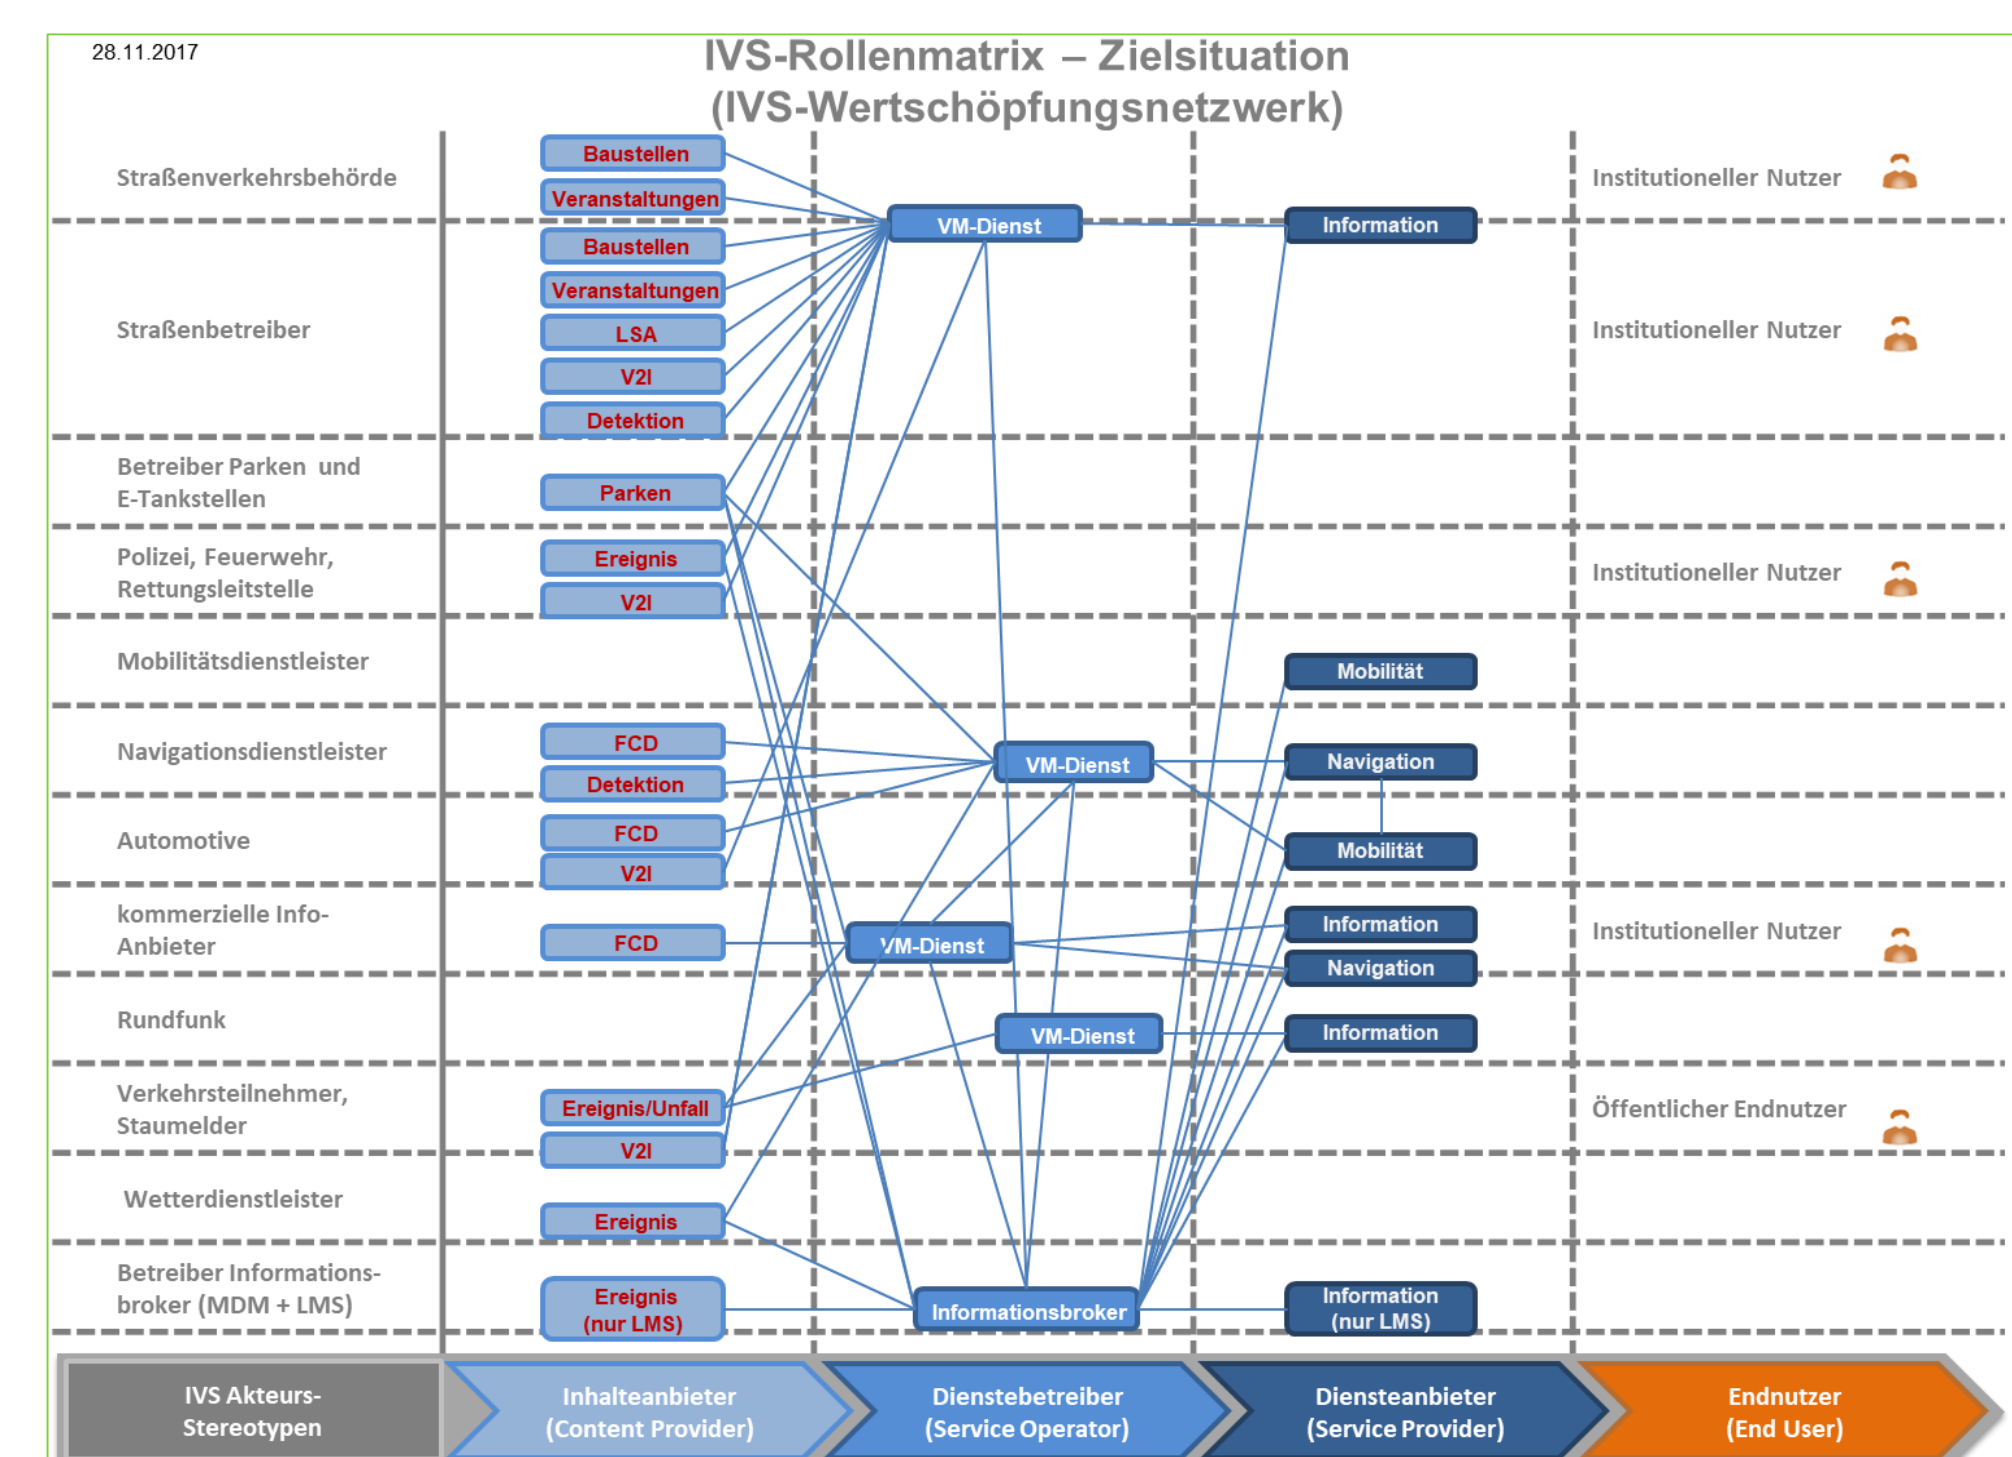 28.11.2017
IVS-Rollenmatrix – Zielsituation
(IVS-Wertschöpfungsnetzwerk)
Straßenverkehrsbehörde
Baustellen
Veranstaltungen
VM-Dienst
Information
Institutioneller Nutzer
Straßenbetreiber
Baustellen
Veranstaltungen
LSA
V2I
Detektion
Institutioneller Nutzer
Betreiber Parken und
E-Tankstellen
Parken
Polizei, Feuerwehr,
Rettungsleitstelle
Ereignis
V2I
Institutioneller Nutzer
Mobilitätsdienstleister
Mobilität
Navigationsdienstleister
FCD
Detektion
VM-Dienst
Navigation
Automotive
FCD
V2I
Mobilität
kommerzielle Info-
Anbieter
FCD
VM-Dienst
Information
Navigation
Institutioneller Nutzer
Rundfunk
VM-Dienst
Information
Verkehrsteilnehmer,
Staumelder
Ereignis/Unfall
V2I
Öffentlicher Endnutzer
Wetterdienstleister
Ereignis
Betreiber Informations-
broker (MDM + LMS)
Ereignis
(nur LMS)
Informationsbroker
Information
(nur LMS)
IVS Akteurs-
Stereotypen
Inhalteanbieter
(Content Provider)
Dienstebetreiber
(Service Operator)
Diensteanbieter
(Service Provider)
Endnutzer
(End User)